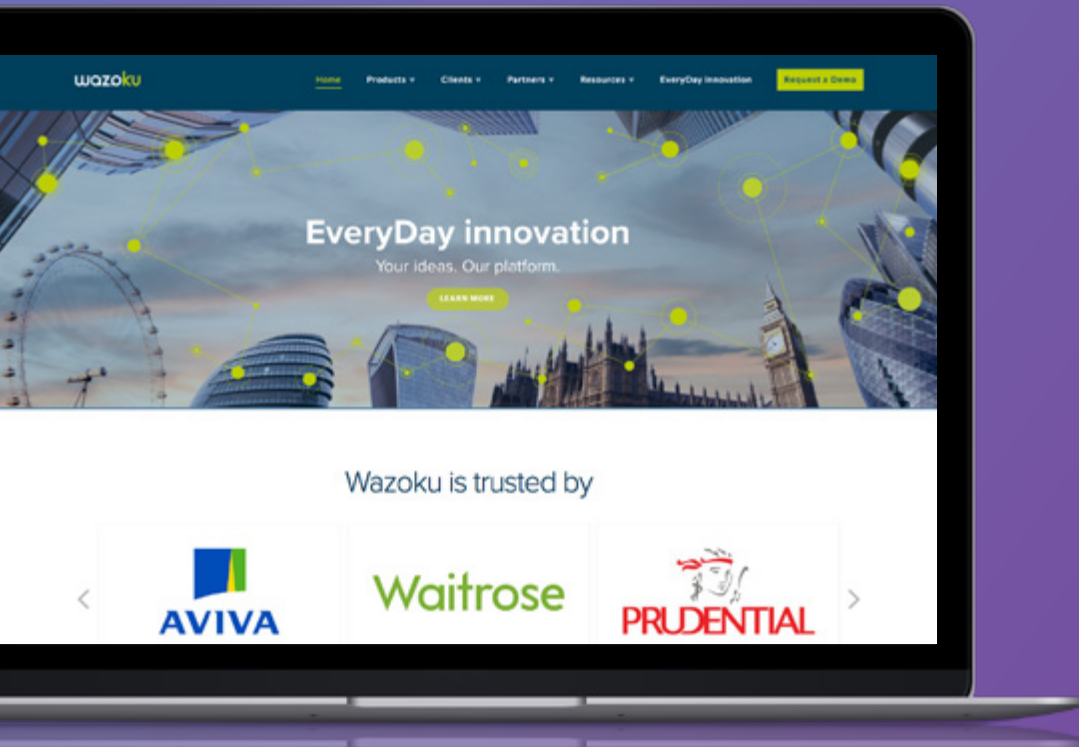 wazoku
Home Products Clients Partners Resources EveryDay Innovation Request a Demo
EveryDay innovation
Your ideas. Our platform.
LEARN MORE
Wazoku is trusted by
AVIVA
Waitrose
PRUDENTIAL